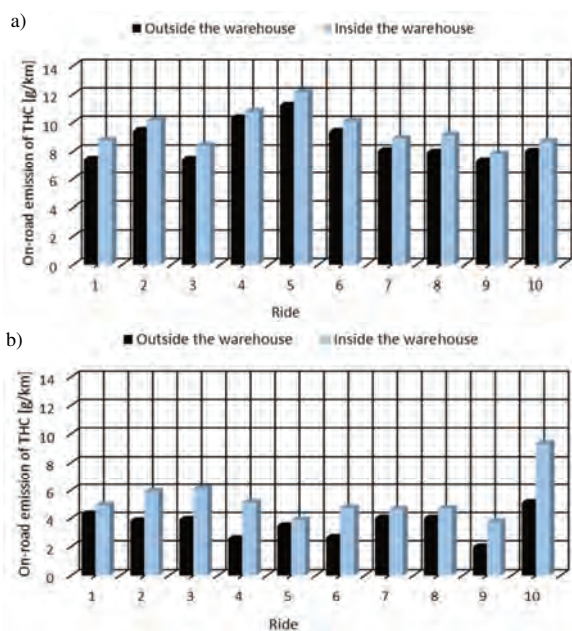 a)
Outside the warehouse Inside the warehouse
On-road emission of THC [g/km]
14
12
10
8
6
4
2
0
1 2 3 4 5 6 7 8 9 10
Ride
b)
Outside the warehouse Inside the warehouse
On-road emission of THC [g/km]
14
12
10
8
6
4
2
0
1 2 3 4 5 6 7 8 9 10
Ride